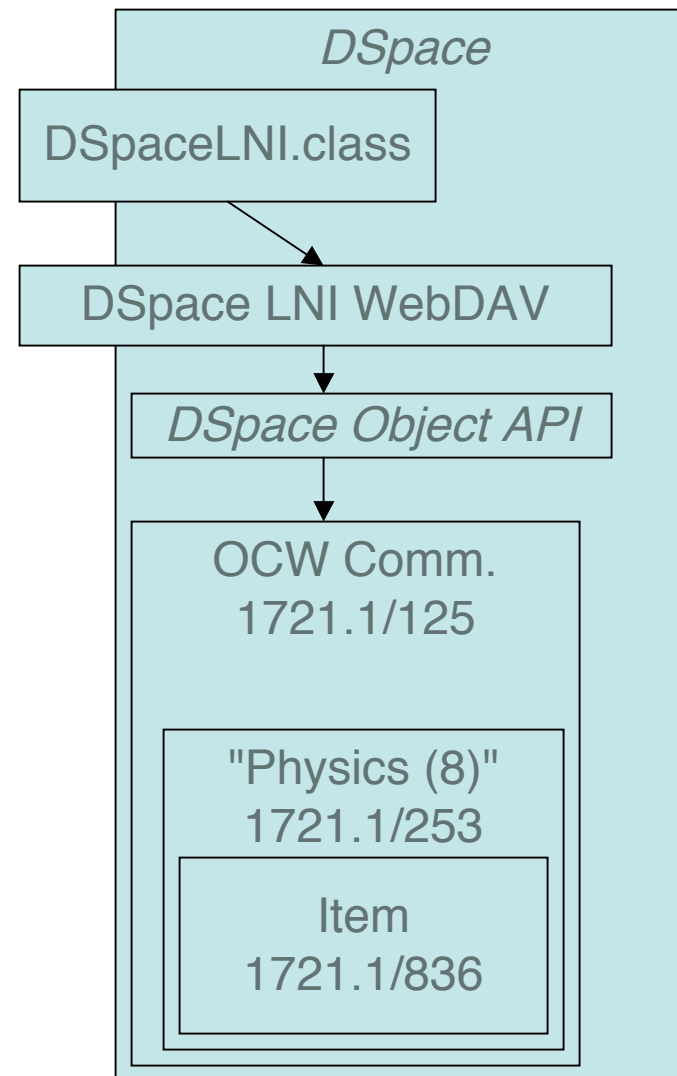 DSpace
DSpaceLNI.class
DSpace LNI WebDAV
DSpace Object API
OCW Comm.
1721.1/125
"Physics (8)"
1721.1/253
Item
1721.1/836